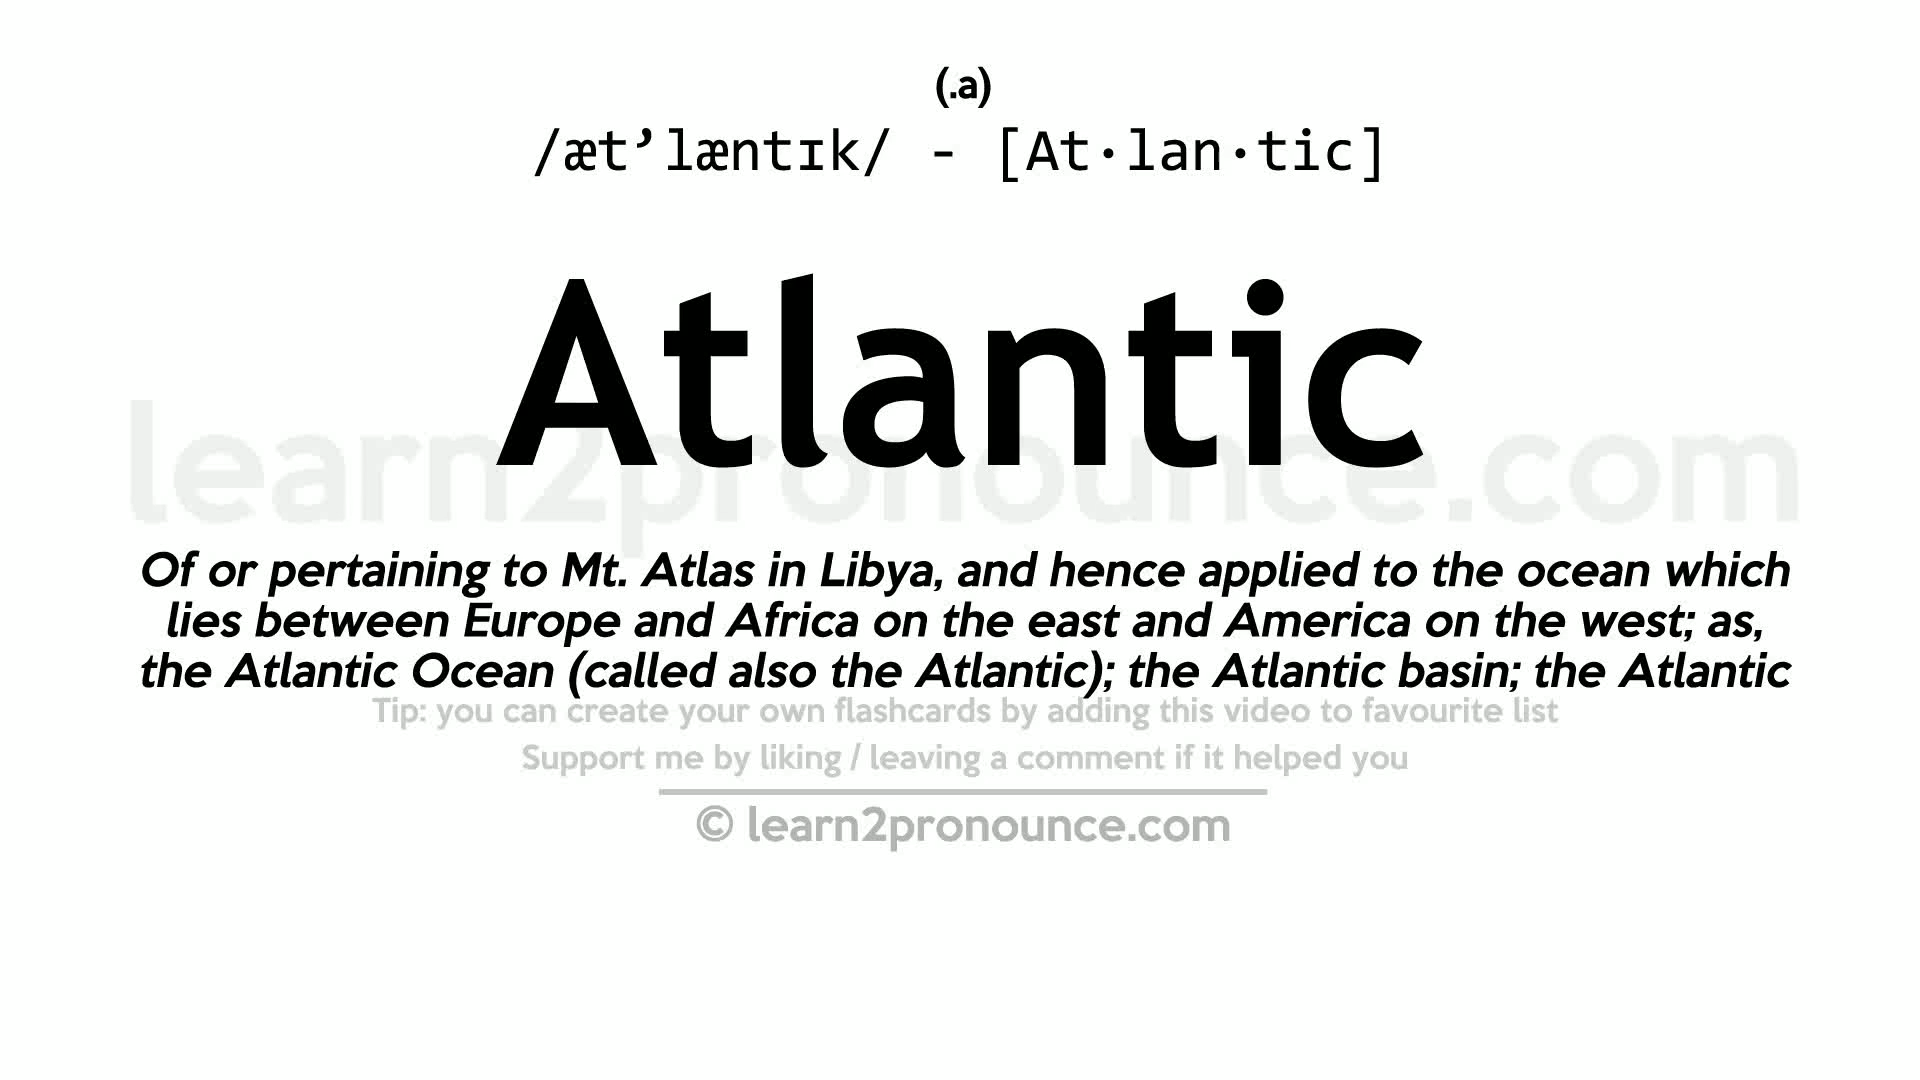 (.a)
/æt’læntɪk/ - [At·lan·tic]
Atlantic
learn2pronounce.com
Of or pertaining to Mt. Atlas in Libya, and hence applied to the ocean which
lies between Europe and Africa on the east and America on the west; as,
the Atlantic Ocean (called also the Atlantic); the Atlantic basin; the Atlantic
Tip: you can create your own flashcards by adding this video to favourite list
Support me by liking / leaving a comment if it helped you
© learn2pronounce.com